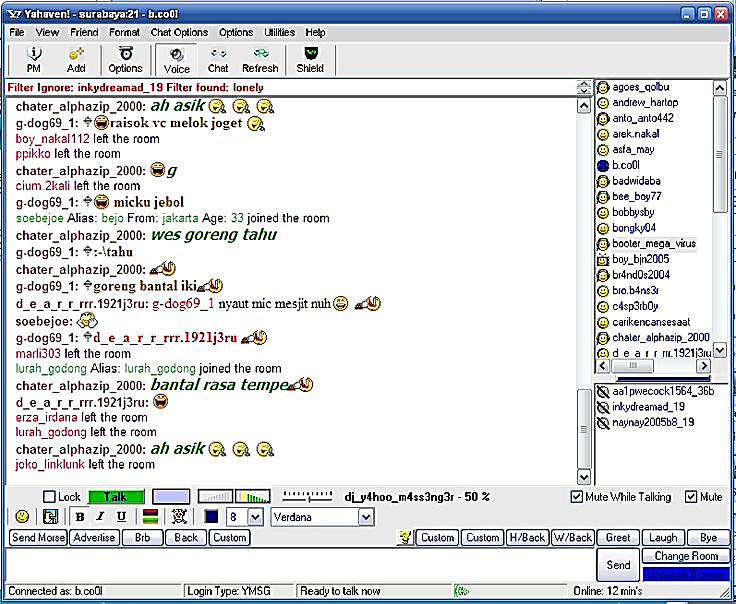 Yahaven! - surabaya:21 - b.co0l
File View Friend Format Chat Options Options Utilities Help
PM Add Options Voice Chat Refresh Shield
Filter Ignore: inkydreamad_19 Filter found: lonely
chater_alphazip_2000: ah asik
g-dog69_1: raisok vc melok joget
boy_nakal112 left the room
ppikko left the room
chater_alphazip_2000: g
cium.2kali left the room
g-dog69_1: micku jebol
soebejoe Alias: bejo From: jakarta Age: 33 joined the room
chater_alphazip_2000: wes goreng tahu
g-dog69_1: :-\tahu
chater_alphazip_2000:
g-dog69_1: goreng bantal iki
d_e_a_r_r_rrr.1921j3ru: g-dog69_1 nyaut mic mesjit nuh
soebejoe:
g-dog69_1: d_e_a_r_r_rrr.1921j3ru
marli303 left the room
lurah_godong Alias: lurah_godong joined the room
chater_alphazip_2000: bantal rasa tempe
d_e_a_r_r_rrr.1921j3ru:
erza_irdana left the room
lurah_godong left the room
chater_alphazip_2000: ah asik
joko_linklunk left the room
agoes_qolbu
andrew_hartop
anto_anto442
arek.nakal
asfa_may
b.co0l
badwidaba
bee_boy77
bobbysby
bongky04
booter_mega_virus
boy_bjn2005
br4nd0s2004
bro.b4ns3r
c4sp3rb0y
carikencansesaat
chater_alphazip_2000
d_e_a_r_r_rrr.1921j3ru
aa1pwecock1564_36b
inkydreamad_19
naynay2005b8_19
Lock Talk dj_y4hoo_m4ss3ng3r - 50 % Mute While Talking Mute
B I U 8 Verdana
Send Morse Advertise Brb Back Custom Custom Custom H/Back W/Back Greet Laugh Bye
Send Change Room
Connected as: b.co0l Login Type: YMSG Ready to talk now Online: 12 min's